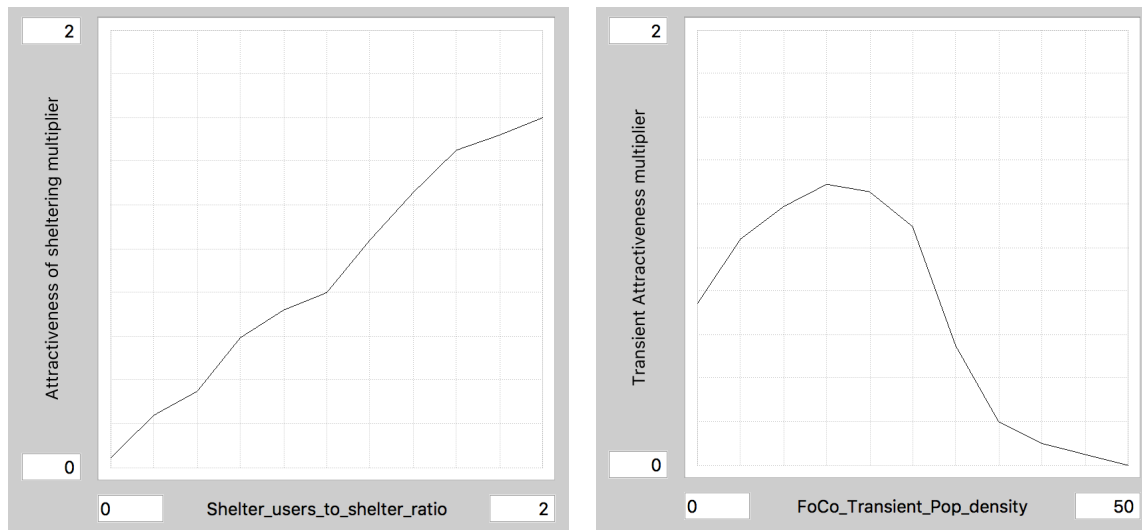 2
Attractiveness of sheltering multiplier
0
0
Shelter_users_to_shelter_ratio
2
2
Transient Attractiveness multiplier
0
0
FoCo_Transient_Pop_density
50